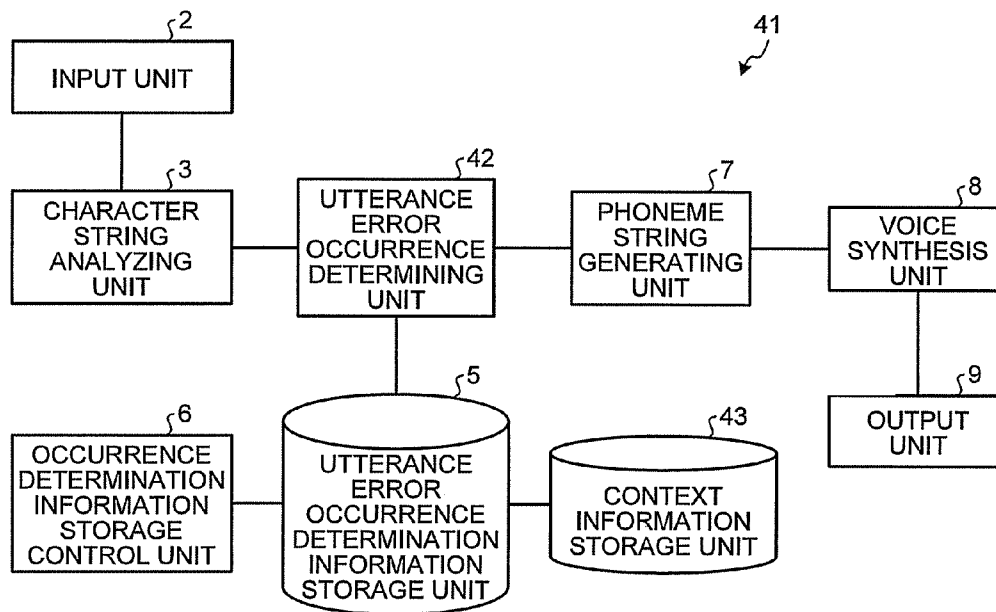 2
INPUT UNIT
41
3
CHARACTER
STRING
ANALYZING
UNIT
42
UTTERANCE
ERROR
OCCURRENCE
DETERMINING
UNIT
7
PHONEME
STRING
GENERATING
UNIT
8
VOICE
SYNTHESIS
UNIT
6
OCCURRENCE
DETERMINATION
INFORMATION
STORAGE
CONTROL UNIT
5
UTTERANCE
ERROR
OCCURRENCE
DETERMINATION
INFORMATION
STORAGE UNIT
43
CONTEXT
INFORMATION
STORAGE UNIT
9
OUTPUT
UNIT